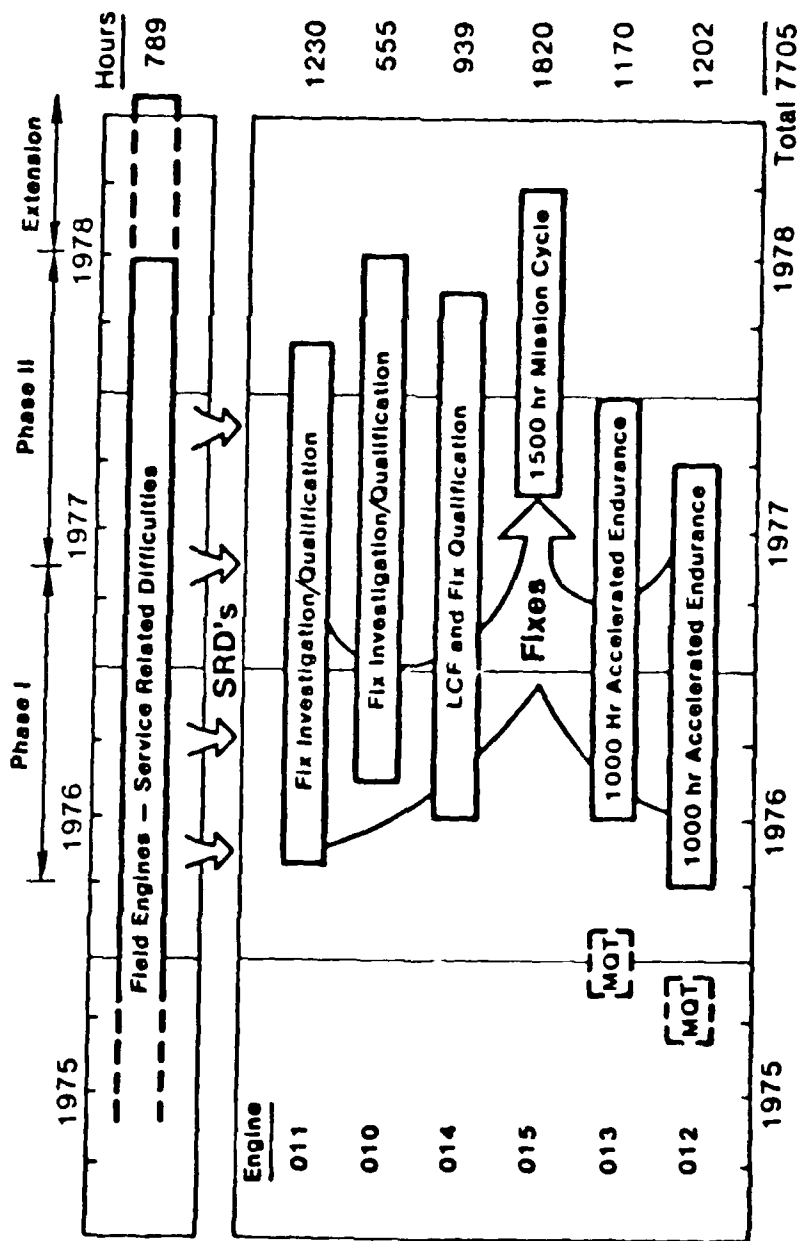 Phase I
Phase II
Extension
1975
1976
1977
1978
Hours
Field Engines — Service Related Difficulties
789
SRD's
Engine
011
Fix Investigation/Qualification
1230
010
Fix Investigation/Qualification
555
014
LCF and Fix Qualification
939
015
Fixes
1500 hr Mission Cycle
1820
013
MQT
1000 Hr Accelerated Endurance
1170
012
MQT
1000 hr Accelerated Endurance
1202
1975
1976
1977
1978
Total 77705